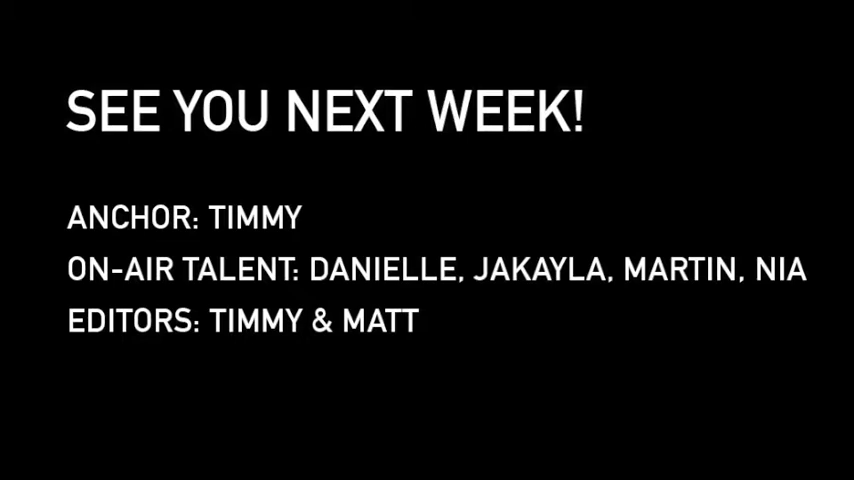 SEE YOU NEXT WEEK!
ANCHOR: TIMMY
ON-AIR TALENT: DANIELLE, JAKAYLA, MARTIN, NIA
EDITORS: TIMMY & MATT